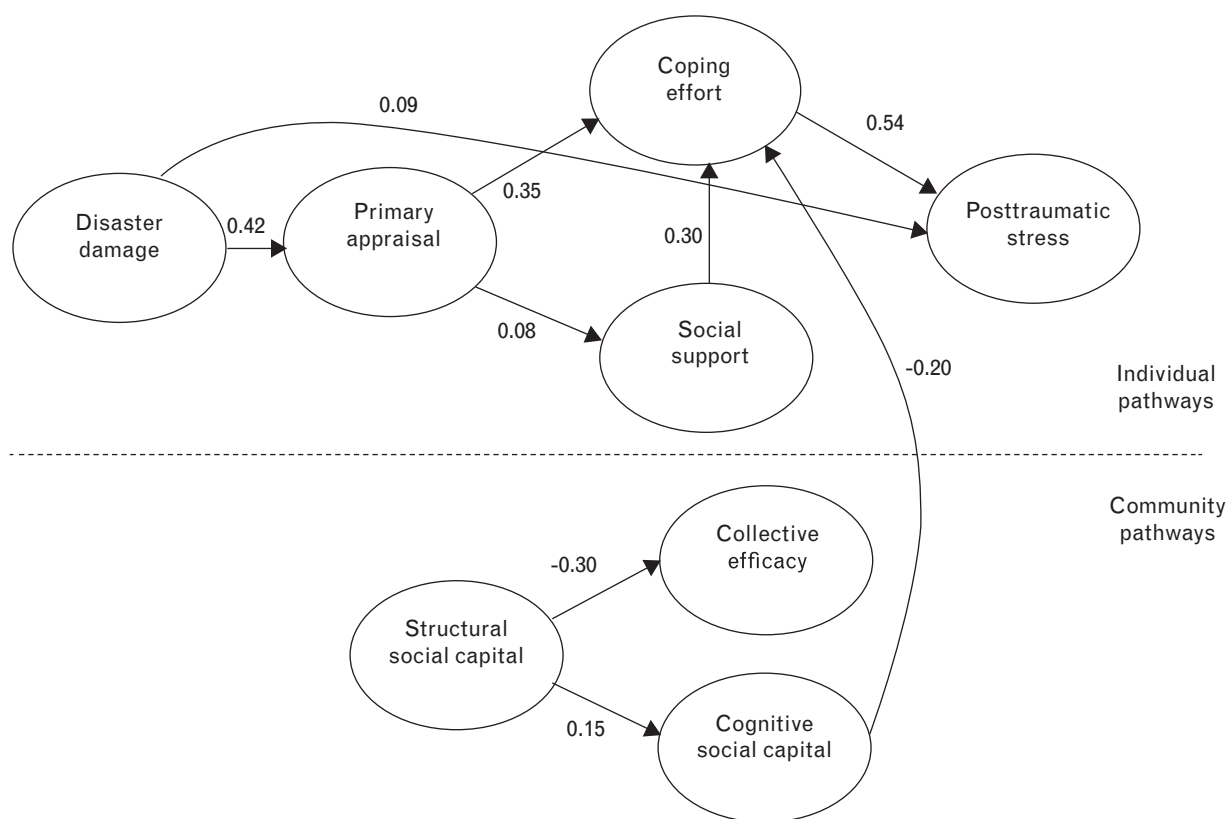 Coping
effort
0.09
0.54
Disaster
damage
0.42
Primary
appraisal
0.35
Posttraumatic
stress
0.30
0.08
Social
support
-0.20
Individual
pathways
Community
pathways
Collective
efficacy
-0.30
Structural
social capital
0.15
Cognitive
social capital